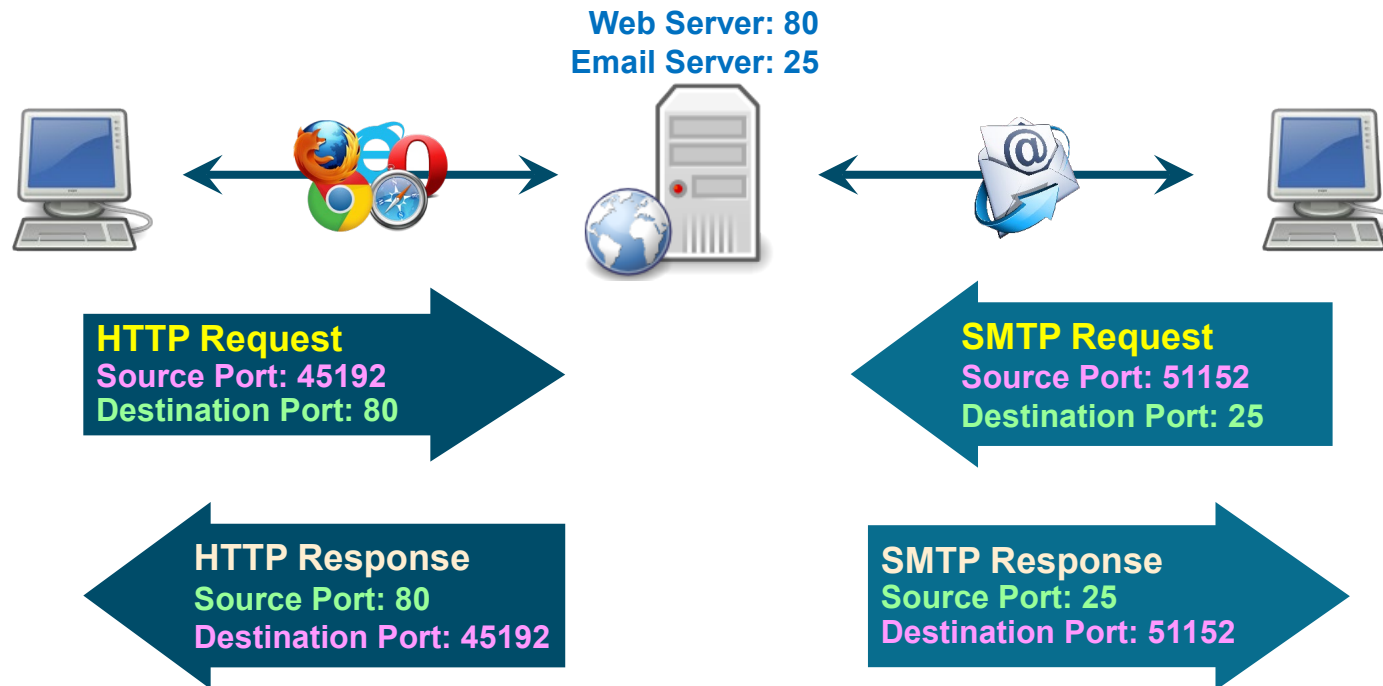 Web Server: 80
Email Server: 25
@
HTTP Request
Source Port: 45192
Destination Port: 80
SMTP Request
Source Port: 51152
Destination Port: 25
HTTP Response
Source Port: 80
Destination Port: 45192
SMTP Response
Source Port: 25
Destination Port: 51152